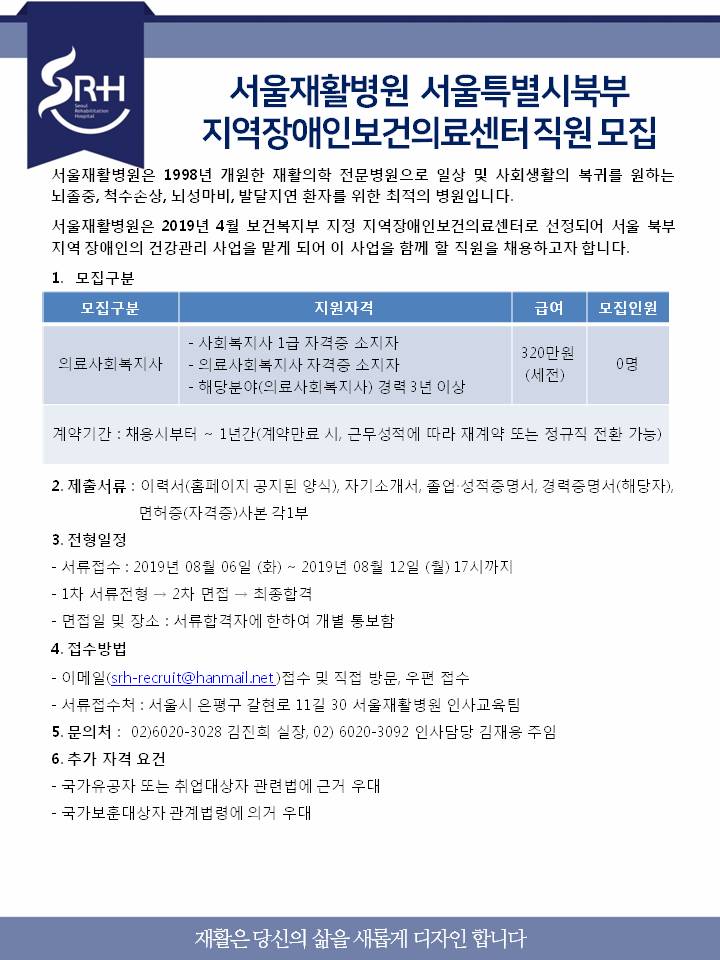 SRH
Seoul
Rehabilitation
Hospital
서울재활병원 서울특별시북부
지역장애인보건의료센터 직원 모집
서울재활병원은 1998년 개원한 재활의학 전문병원으로 일상 및 사회생활의 복귀를 원하는
뇌졸중, 척수손상, 뇌성마비, 발달지연 환자를 위한 최적의 병원입니다.
서울재활병원은 2019년 4월 보건복지부 지정 지역장애인보건의료센터로 선정되어 서울 북부
지역 장애인의 건강관리 사업을 맡게 되어 이 사업을 함께 할 직원을 채용하고자 합니다.
1. 모집구분
모집구분 지원자격 급여 모집인원
의료사회복지사
- 사회복지사 1급 자격증 소지자
- 의료사회복지사 자격증 소지자
- 해당분야(의료사회복지사) 경력 3년 이상
320만원
(세전)
0명
계약기간 : 채용시부터 ~ 1년간(계약만료 시, 근무성적에 따라 재계약 또는 정규직 전환 가능)
2. 제출서류 : 이력서(홈페이지 공지된 양식), 자기소개서, 졸업·성적증명서, 경력증명서(해당자),
면허증(자격증)사본 각1부
3. 전형일정
- 서류접수 : 2019년 08월 06일 (화) ~ 2019년 08월 12일 (월) 17시까지
- 1차 서류전형 → 2차 면접 → 최종합격
- 면접일 및 장소 : 서류합격자에 한하여 개별 통보함
4. 접수방법
- 이메일(srh-recruit@hanmail.net)접수 및 직접 방문, 우편 접수
- 서류접수처 : 서울시 은평구 갈현로 11길 30 서울재활병원 인사교육팀
5. 문의처 : 02)6020-3028 김진희 실장, 02) 6020-3092 인사담당 김재용 주임
6. 추가 자격 요건
- 국가유공자 또는 취업대상자 관련법에 근거 우대
- 국가보훈대상자 관계법령에 의거 우대
재활은 당신의 삶을 새롭게 디자인 합니다